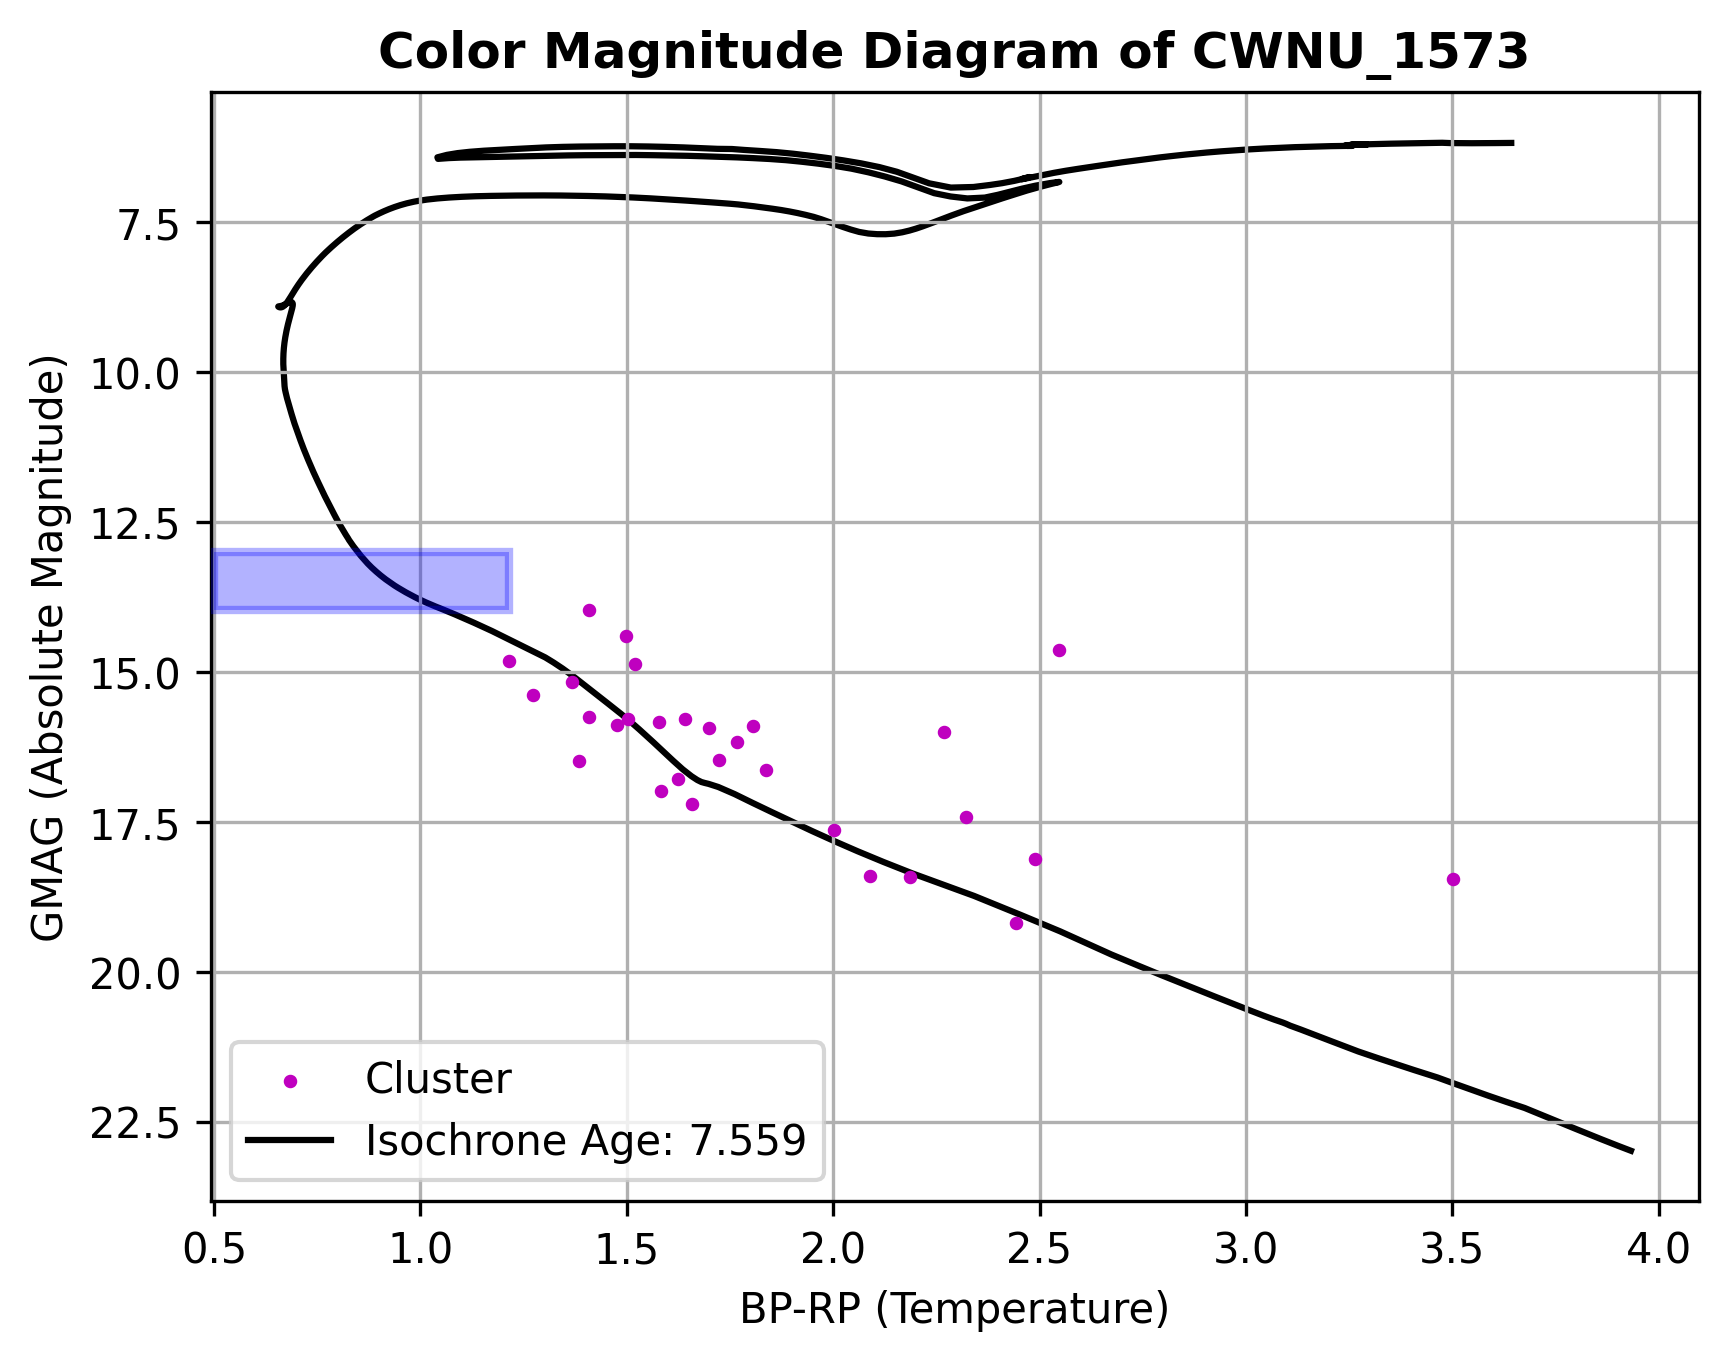 Color Magnitude Diagram of CWNU_1573
GMAG (Absolute Magnitude)
7.5
10.0
12.5
15.0
17.5
20.0
22.5
Cluster
Isochrone Age: 7.559
0.5 1.0 1.5 2.0 2.5 3.0 3.5 4.0
BP-RP (Temperature)